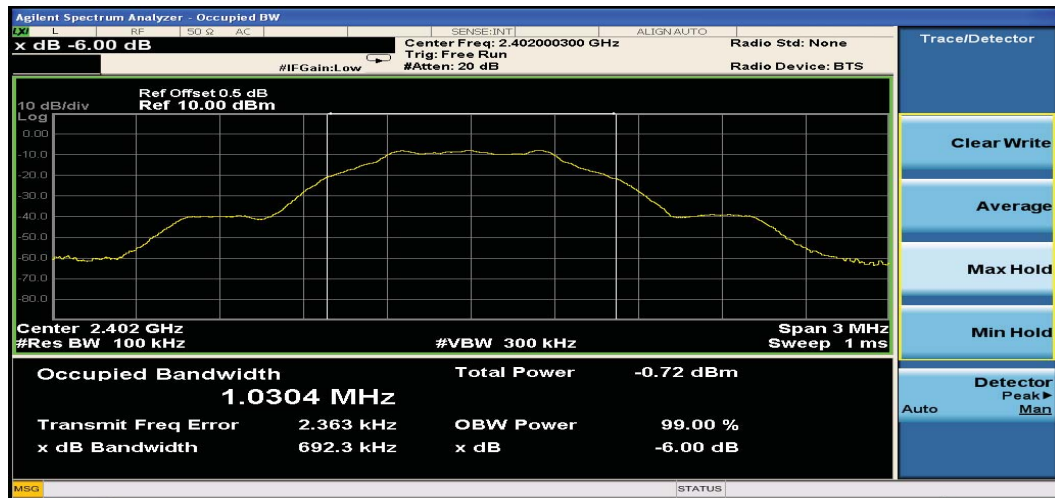 Agilent Spectrum Analyzer - Occupied BW
LXI L RF 50 Ω AC SENSE:INT ALIGN AUTO
x dB -6.00 dB
Center Freq: 2.402000300 GHz
Radio Std: None
Trig: Free Run
#IFGain:Low
#Atten: 20 dB
Radio Device: BTS
Ref Offset 0.5 dB
10 dB/div Ref 10.00 dBm
Log
0.00
-10.0
-20.0
-30.0
-40.0
-50.0
-60.0
-70.0
-80.0
Center 2.402 GHz
Span 3 MHz
#Res BW 100 kHz
#VBW 300 kHz
Sweep 1 ms
Occupied Bandwidth
Total Power -0.72 dBm
1.0304 MHz
Transmit Freq Error 2.363 kHz
OBW Power 99.00 %
x dB Bandwidth 692.3 kHz
x dB -6.00 dB
MSG
STATUS
Trace/Detector
Clear Write
Average
Max Hold
Min Hold
Detector
Peak►
Auto Man